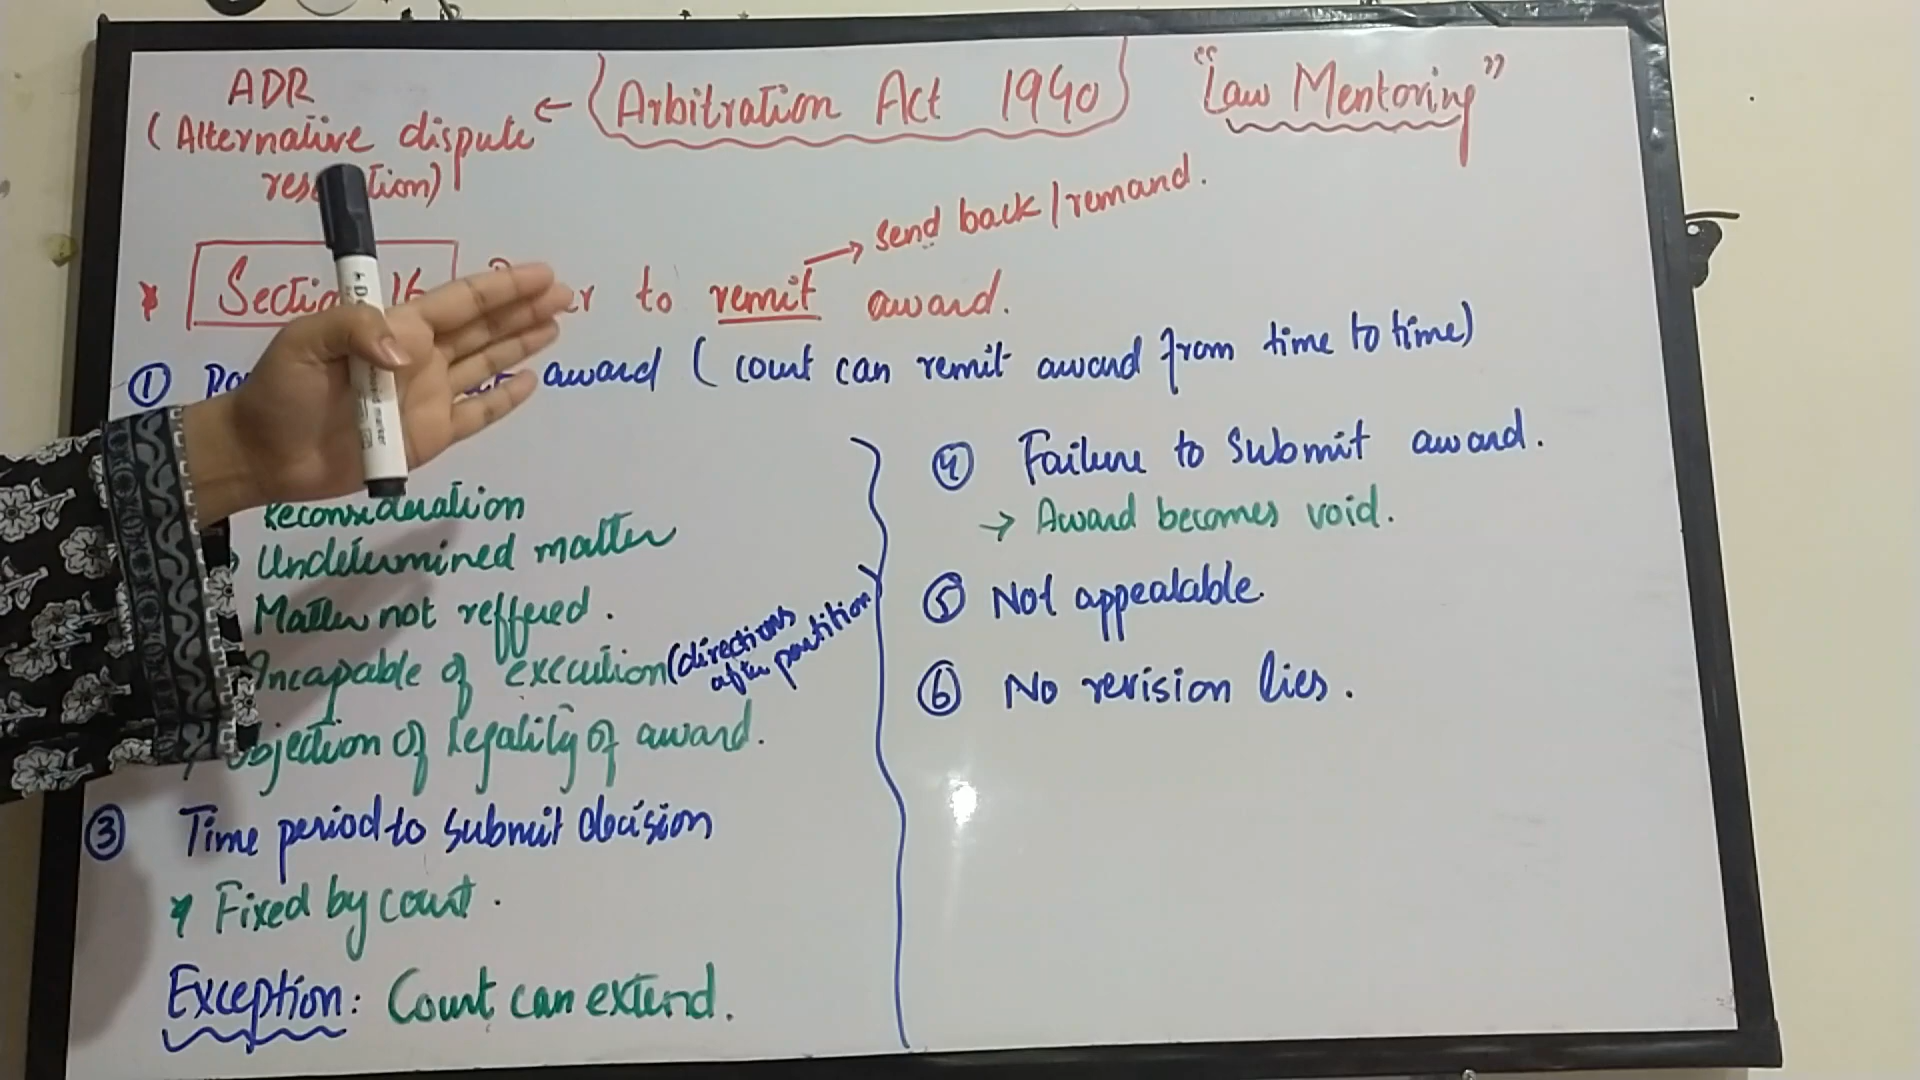 ADR
(Alternative dispute
← (Arbitration Act 1940)
"Law Mentoring"
→ send back / remand.
* Section 16 to remit award.
① award (court can remit award from time to time)
Reconsideration
Undetermined matter
Matter not reffered.
Incapable of execution (directions after partition)
objection of legality of award.
③ Time period to submit decision
* Fixed by court.
Exception: Court can extend.
④ Failure to submit award.
→ Award becomes void.
⑤ Not appealable
⑥ No revision lies.